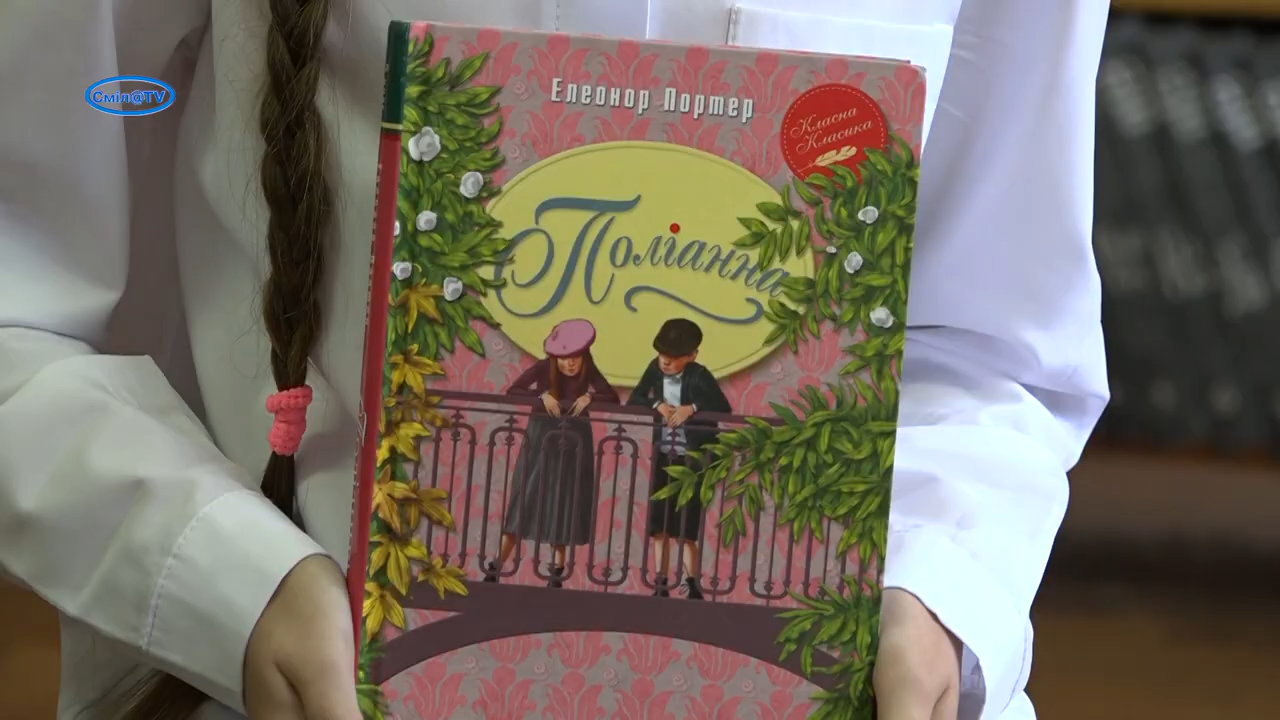 Сміл@TV
Елеонор Портер
Класна
Класика
Поліанна